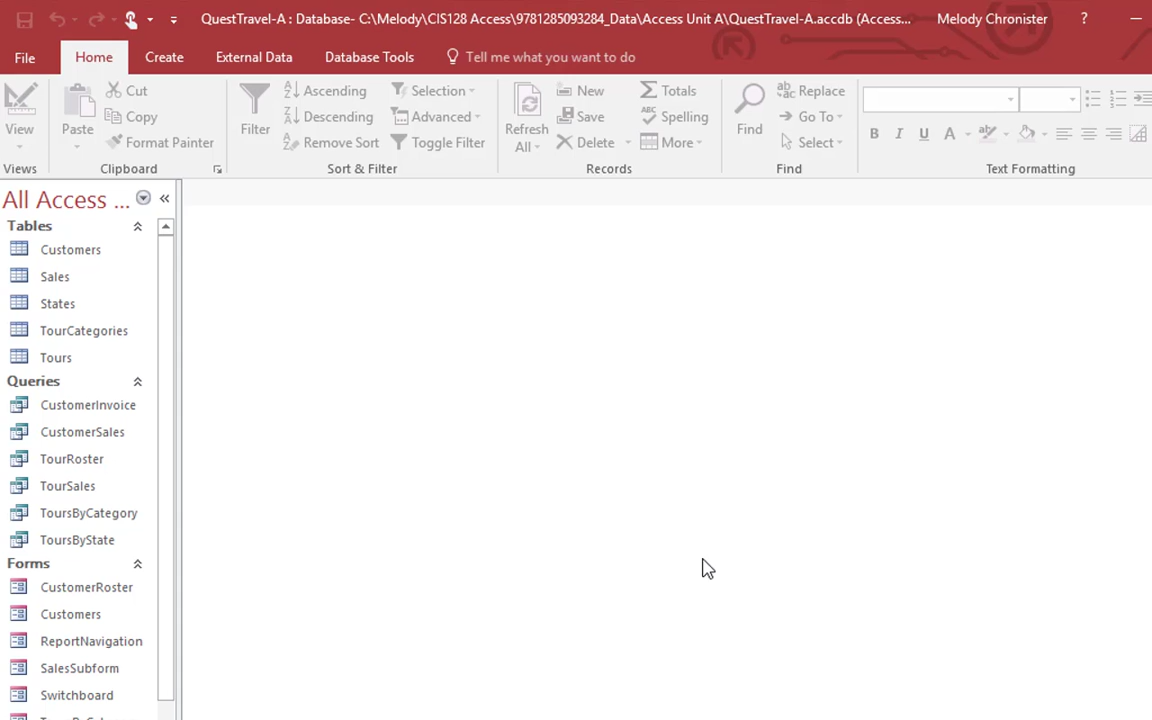 QuestTravel-A : Database- C:\Melody\CIS128 Access\9781285093284_Data\Access Unit A\QuestTravel-A.accdb (Access... Melody Chronister ?
File Home Create External Data Database Tools Tell me what you want to do
View
Views
Paste
Cut
Copy
Format Painter
Clipboard
Filter
Ascending
Descending
Remove Sort
Selection
Advanced
Toggle Filter
Sort & Filter
Refresh
All
New
Save
Delete
Totals
Spelling
More
Records
Find
Replace
Go To
Select
Find
B I U A
Text Formatting
All Access ...
Tables
Customers
Sales
States
TourCategories
Tours
Queries
CustomerInvoice
CustomerSales
TourRoster
TourSales
ToursByCategory
ToursByState
Forms
CustomerRoster
Customers
ReportNavigation
SalesSubform
Switchboard